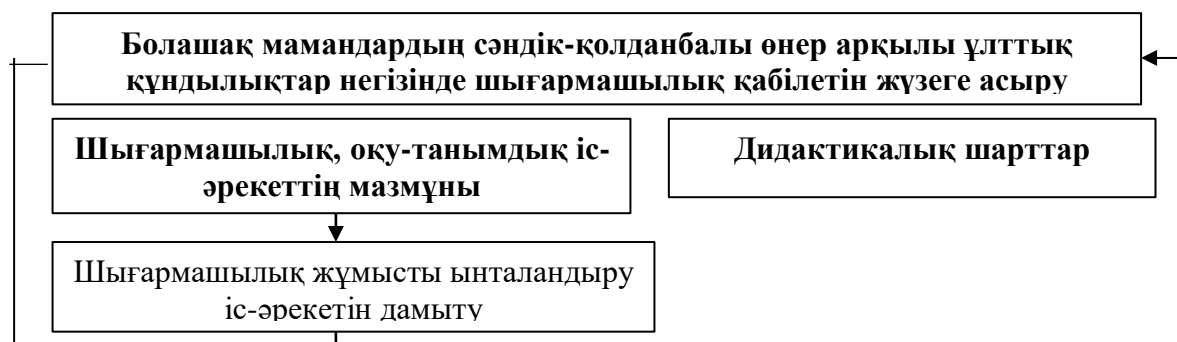 Болашақ мамандардың сәндік-қолданбалы өнер арқылы ұлттық
құндылықтар негізінде шығармашылық қабілетін жүзеге асыру
Шығармашылық, оқу-танымдық іс-
әрекеттің мазмұны
Дидактикалық шарттар
Шығармашылық жұмысты ынталандыру
іс-әрекетін дамыту